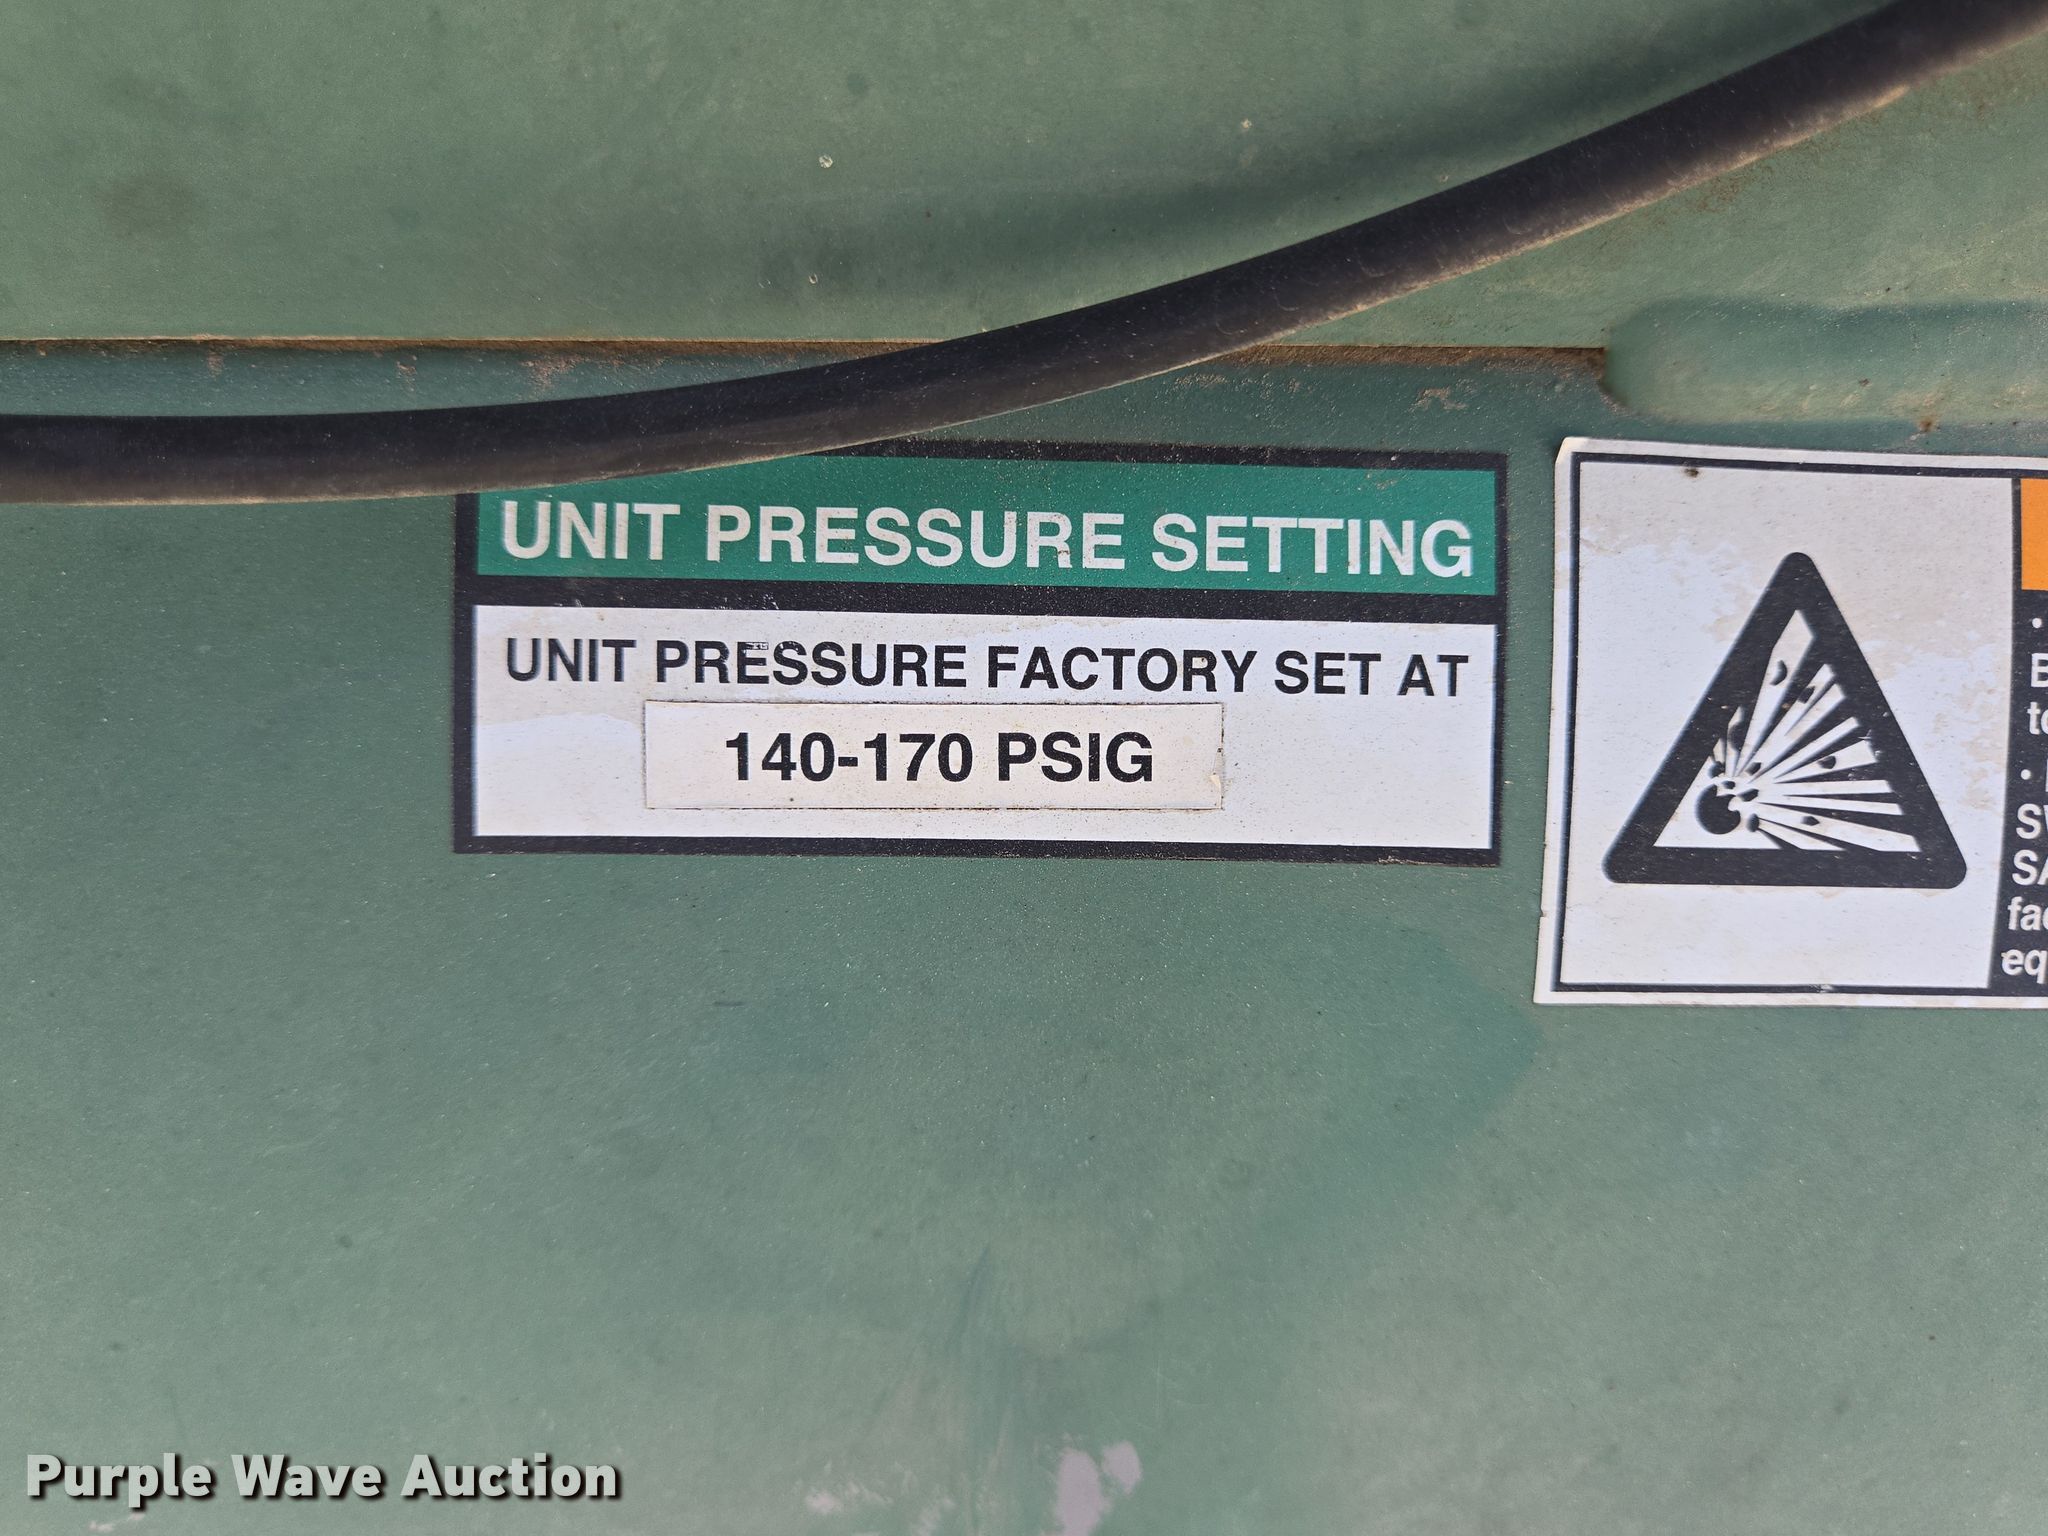 UNIT PRESSURE SETTING
UNIT PRESSURE FACTORY SET AT
140-170 PSIG
Purple Wave Auction